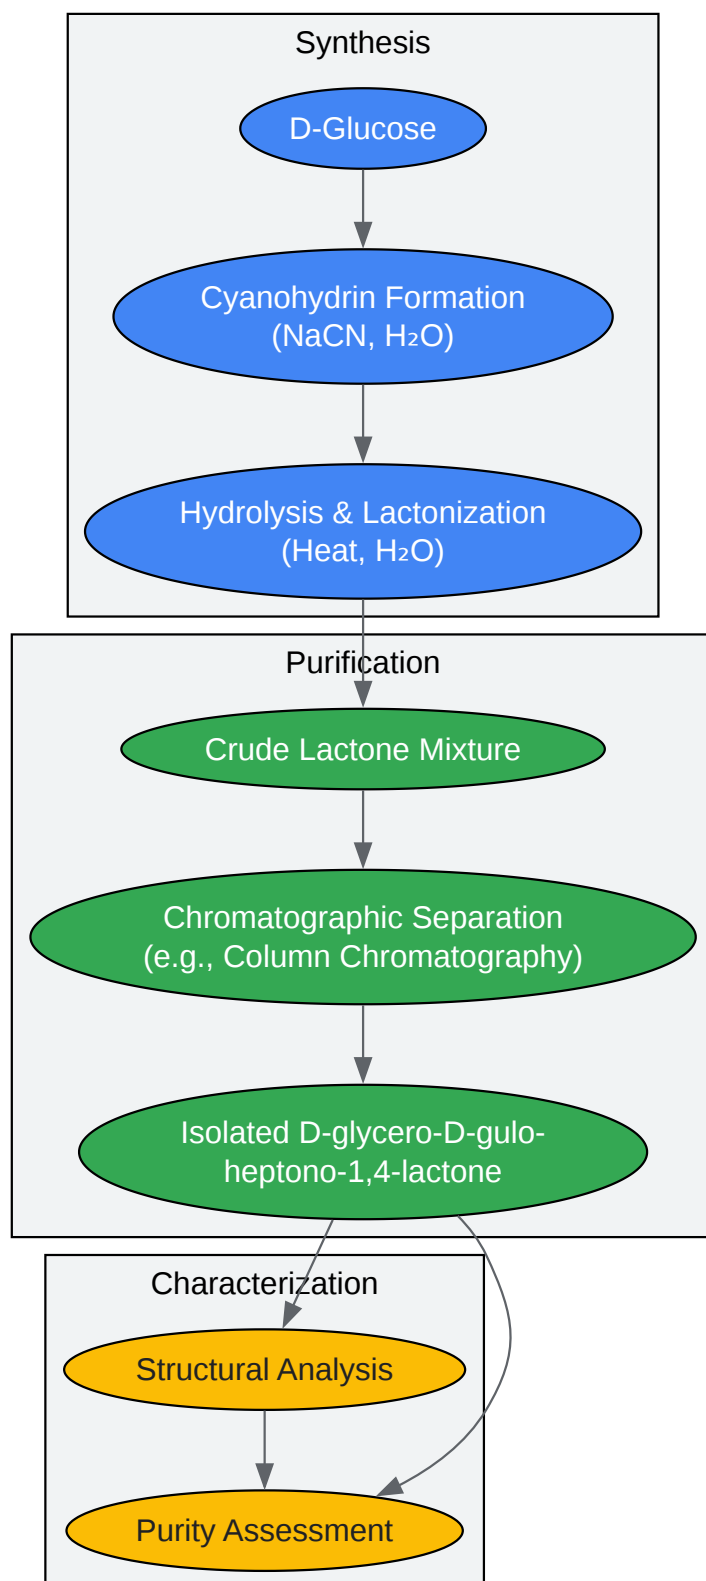 Synthesis
D-Glucose
Cyanohydrin Formation
(NaCN, H₂O)
Hydrolysis & Lactonization
(Heat, H₂O)
Purification
Crude Lactone Mixture
Chromatographic Separation
(e.g., Column Chromatography)
Isolated D-glycero-D-gulo-
heptono-1,4-lactone
Characterization
Structural Analysis
Purity Assessment